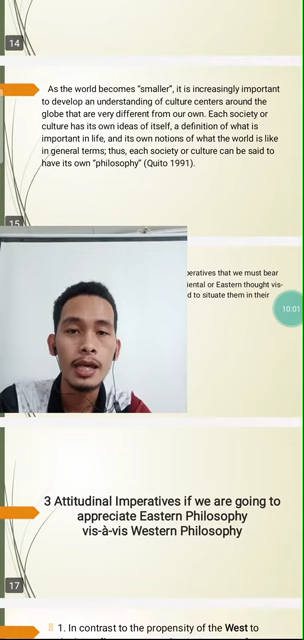 14
As the world becomes “smaller”, it is increasingly important
to develop an understanding of culture centers around the
globe that are very different from our own. Each society or
culture has its own ideas of itself, a definition of what is
important in life, and its own notions of what the world is like
in general terms; thus, each society or culture can be said to
have its own “philosophy” (Quito 1991).
15
that we must bear
or Eastern thought vis-
to situate them in their
10:01
3 Attitudinal Imperatives if we are going to
appreciate Eastern Philosophy
vis-à-vis Western Philosophy
17
1. In contrast to the propensity of the West to